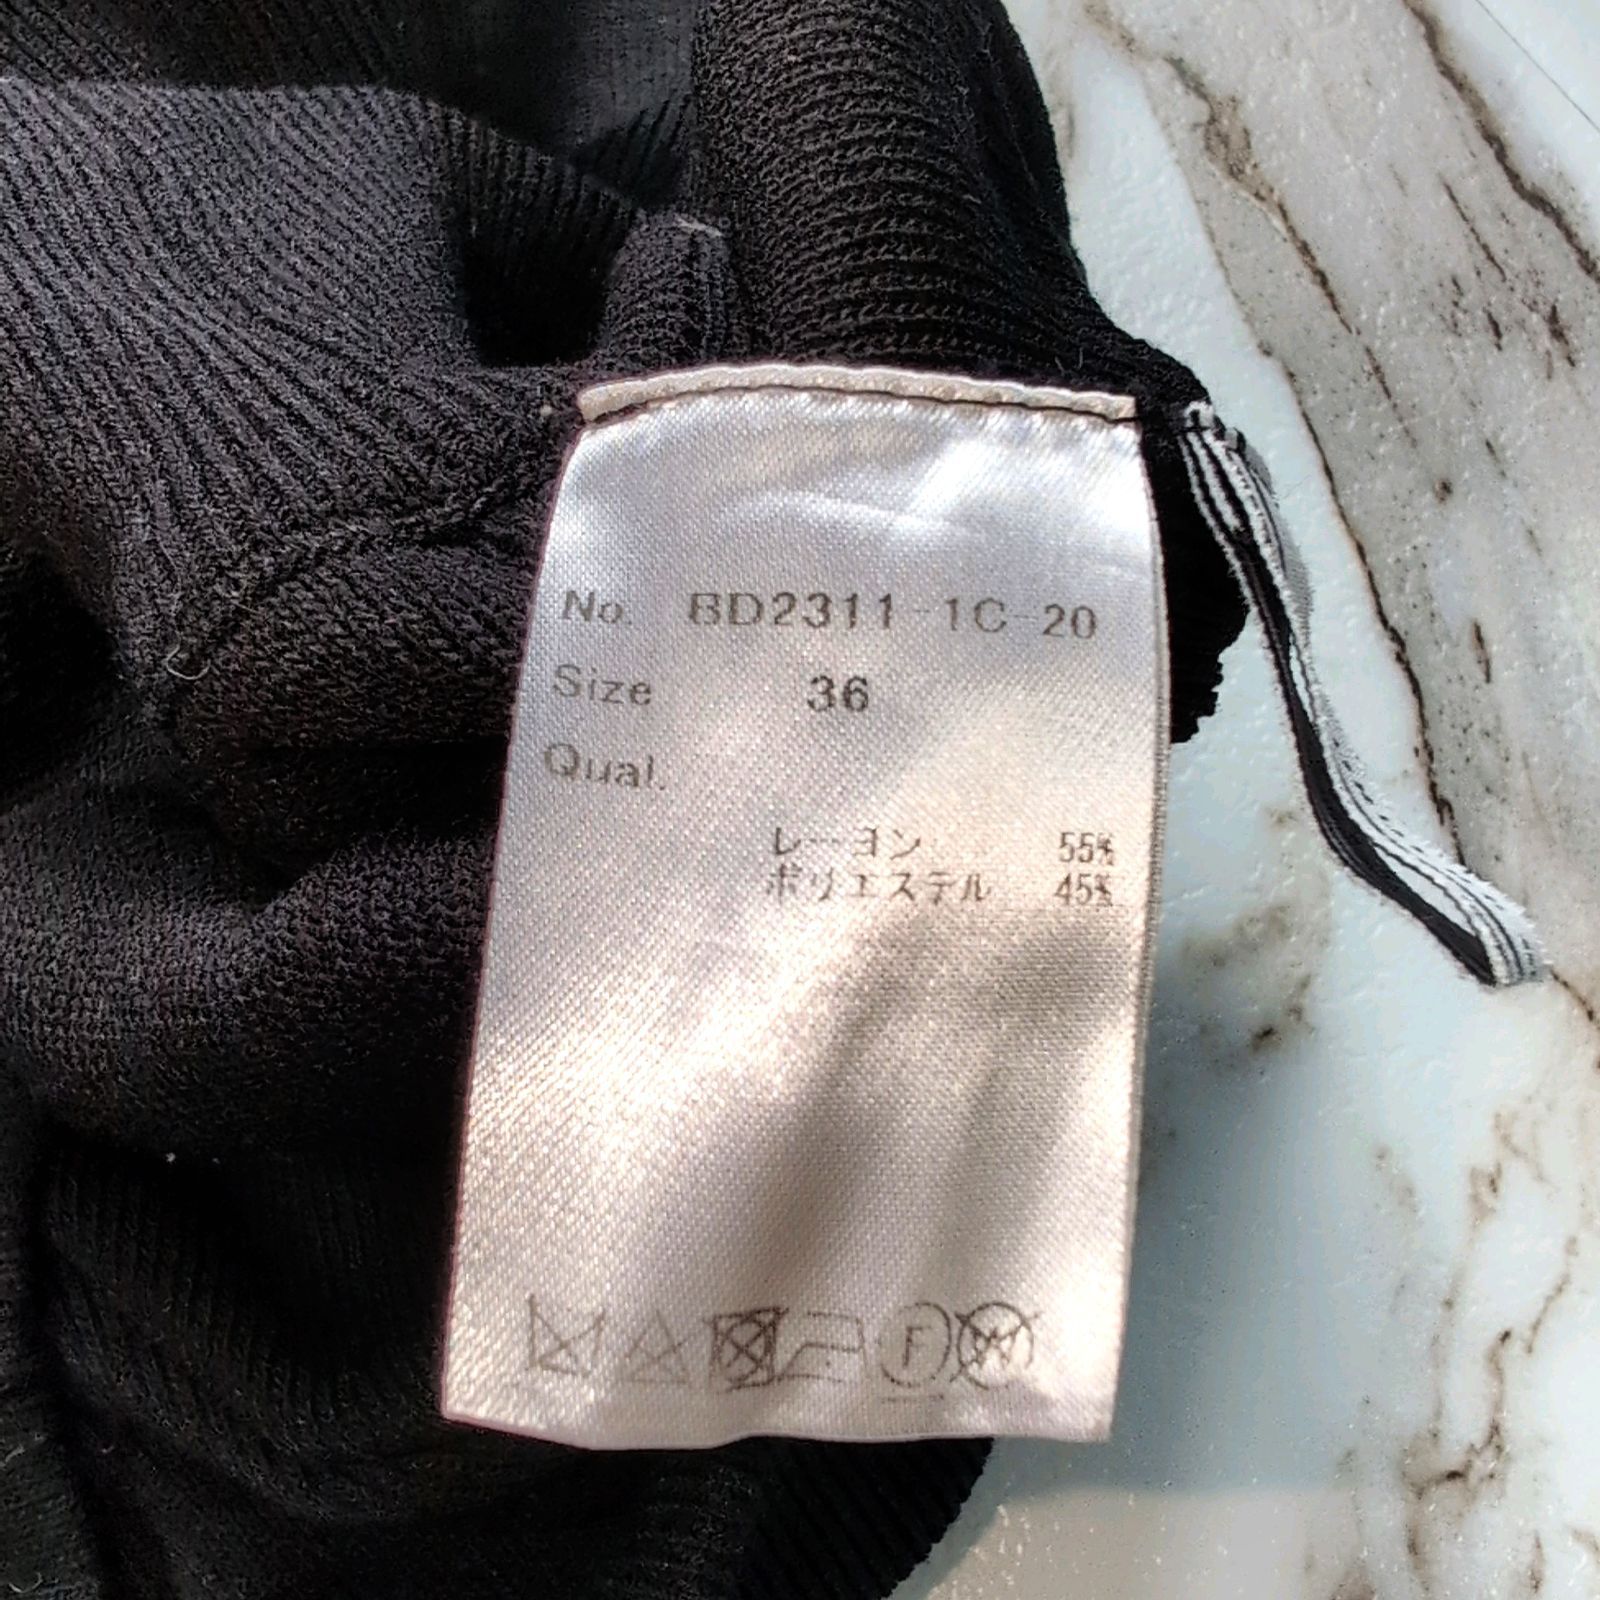 No. BD2311-1C-20
Size 36
Qual.
レーヨン 55%
ポリエステル 45%
F W